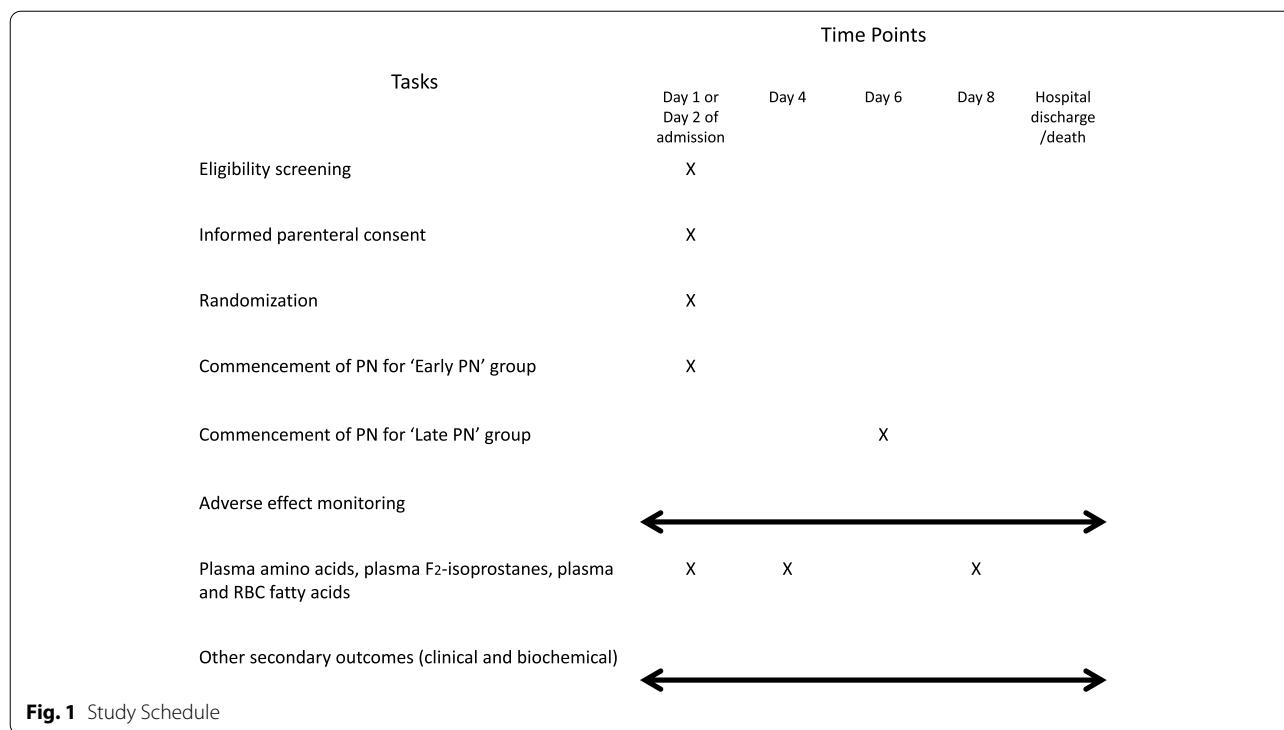 Time Points
Tasks
Day 1 or
Day 2 of
admission
Day 4
Day 6
Day 8
Hospital
discharge
/death
Eligibility screening
X
Informed parenteral consent
X
Randomization
X
Commencement of PN for ‘Early PN’ group
X
Commencement of PN for ‘Late PN’ group
X
Adverse effect monitoring
Plasma amino acids, plasma F2-isoprostanes, plasma
and RBC fatty acids
X X X
Other secondary outcomes (clinical and biochemical)
Fig. 1 Study Schedule